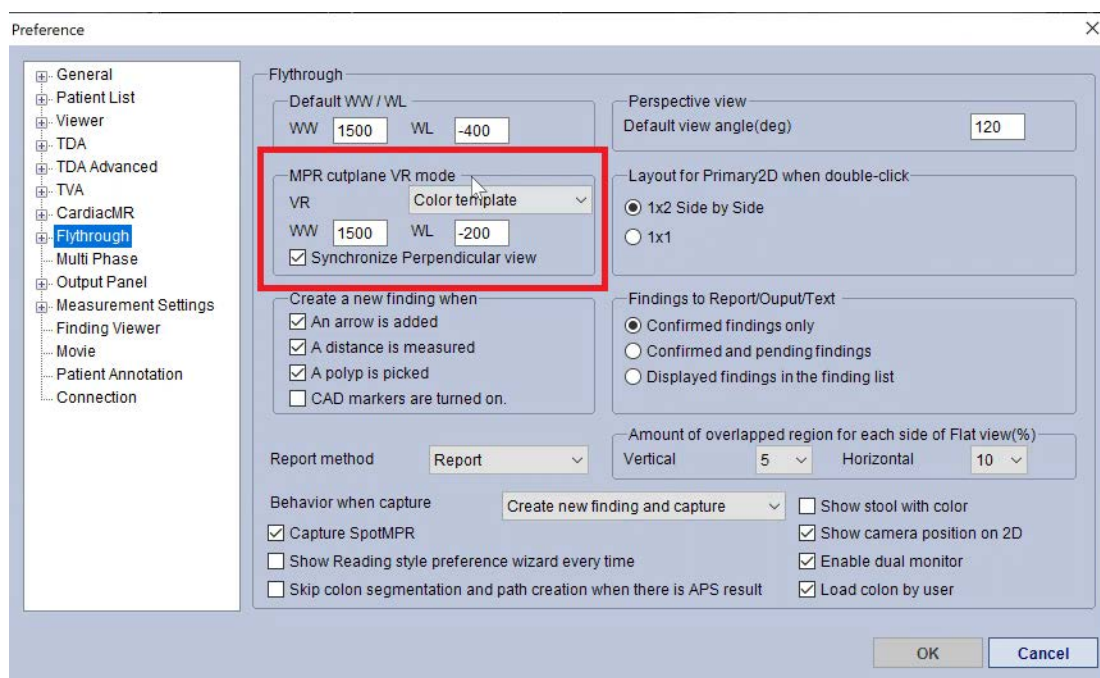 Preference
General
Patient List
Viewer
TDA
TDA Advanced
TVA
CardiacMR
Flythrough
Multi Phase
Output Panel
Measurement Settings
Finding Viewer
Movie
Patient Annotation
Connection
Flythrough
Default WW / WL
WW 1500 WL -400
Perspective view
Default view angle(deg) 120
MPR cutplane VR mode
VR Color template
WW 1500 WL -200
Synchronize Perpendicular view
Layout for Primary2D when double-click
1x2 Side by Side
1x1
Create a new finding when
An arrow is added
A distance is measured
A polyp is picked
CAD markers are turned on.
Findings to Report/Ouput/Text
Confirmed findings only
Confirmed and pending findings
Displayed findings in the finding list
Report method Report
Amount of overlapped region for each side of Flat view(%)
Vertical 5 Horizontal 10
Behavior when capture Create new finding and capture
Capture SpotMPR
Show Reading style preference wizard every time
Skip colon segmentation and path creation when there is APS result
Show stool with color
Show camera position on 2D
Enable dual monitor
Load colon by user
OK Cancel